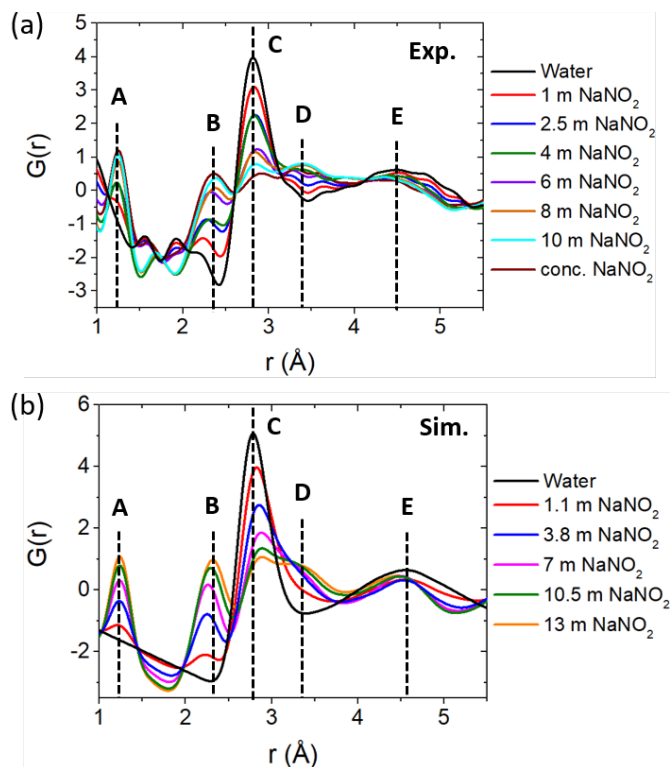 (a)
Exp.
A
B
C
D
E
G(r)
5
4
3
2
1
0
-1
-2
-3
1
2
3
4
5
r (Å)
Water
1 m NaNO2
2.5 m NaNO2
4 m NaNO2
6 m NaNO2
8 m NaNO2
10 m NaNO2
conc. NaNO2
(b)
Sim.
A
B
C
D
E
G(r)
6
4
2
0
-2
1
2
3
4
5
r (Å)
Water
1.1 m NaNO2
3.8 m NaNO2
7 m NaNO2
10.5 m NaNO2
13 m NaNO2